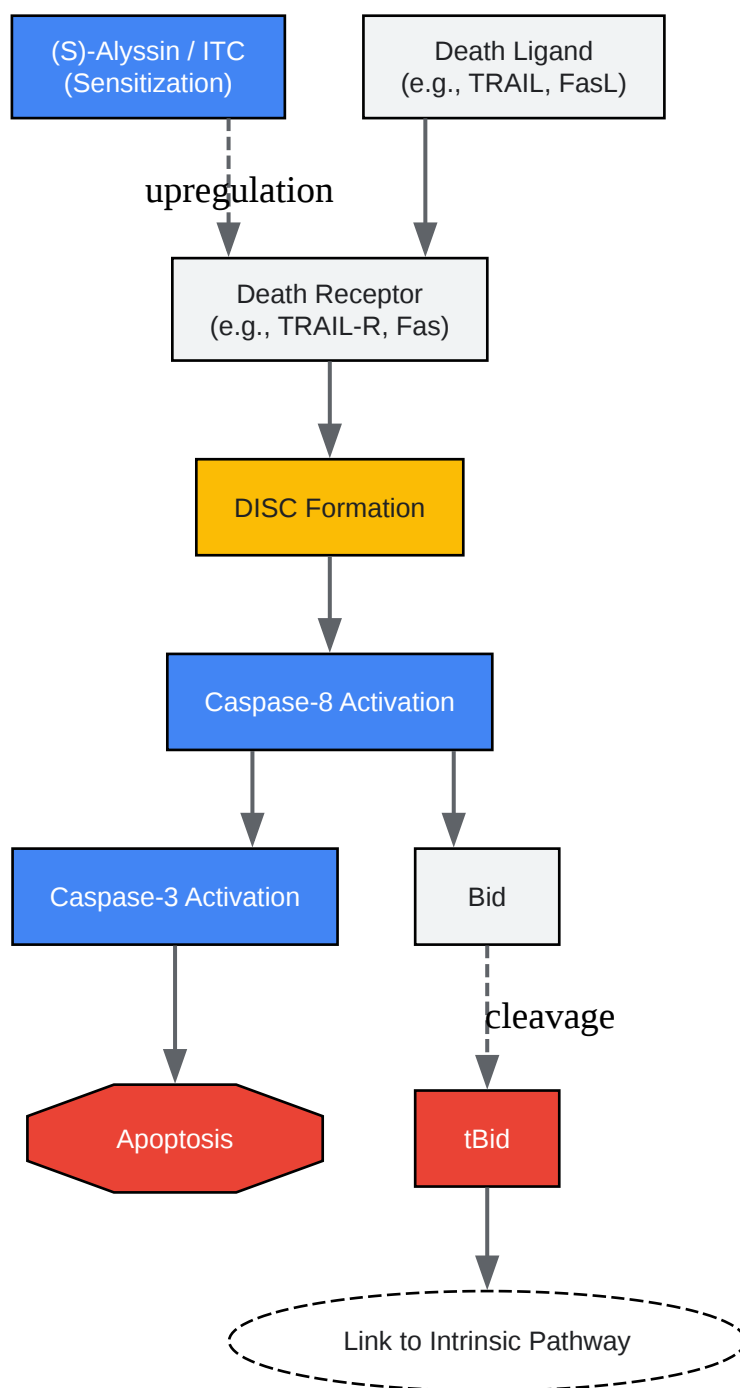 (S)-Alyssin / ITC
(Sensitization)
Death Ligand
(e.g., TRAIL, FasL)
upregulation
Death Receptor
(e.g., TRAIL-R, Fas)
DISC Formation
Caspase-8 Activation
Caspase-3 Activation
Bid
cleavage
Apoptosis
tBid
Link to Intrinsic Pathway